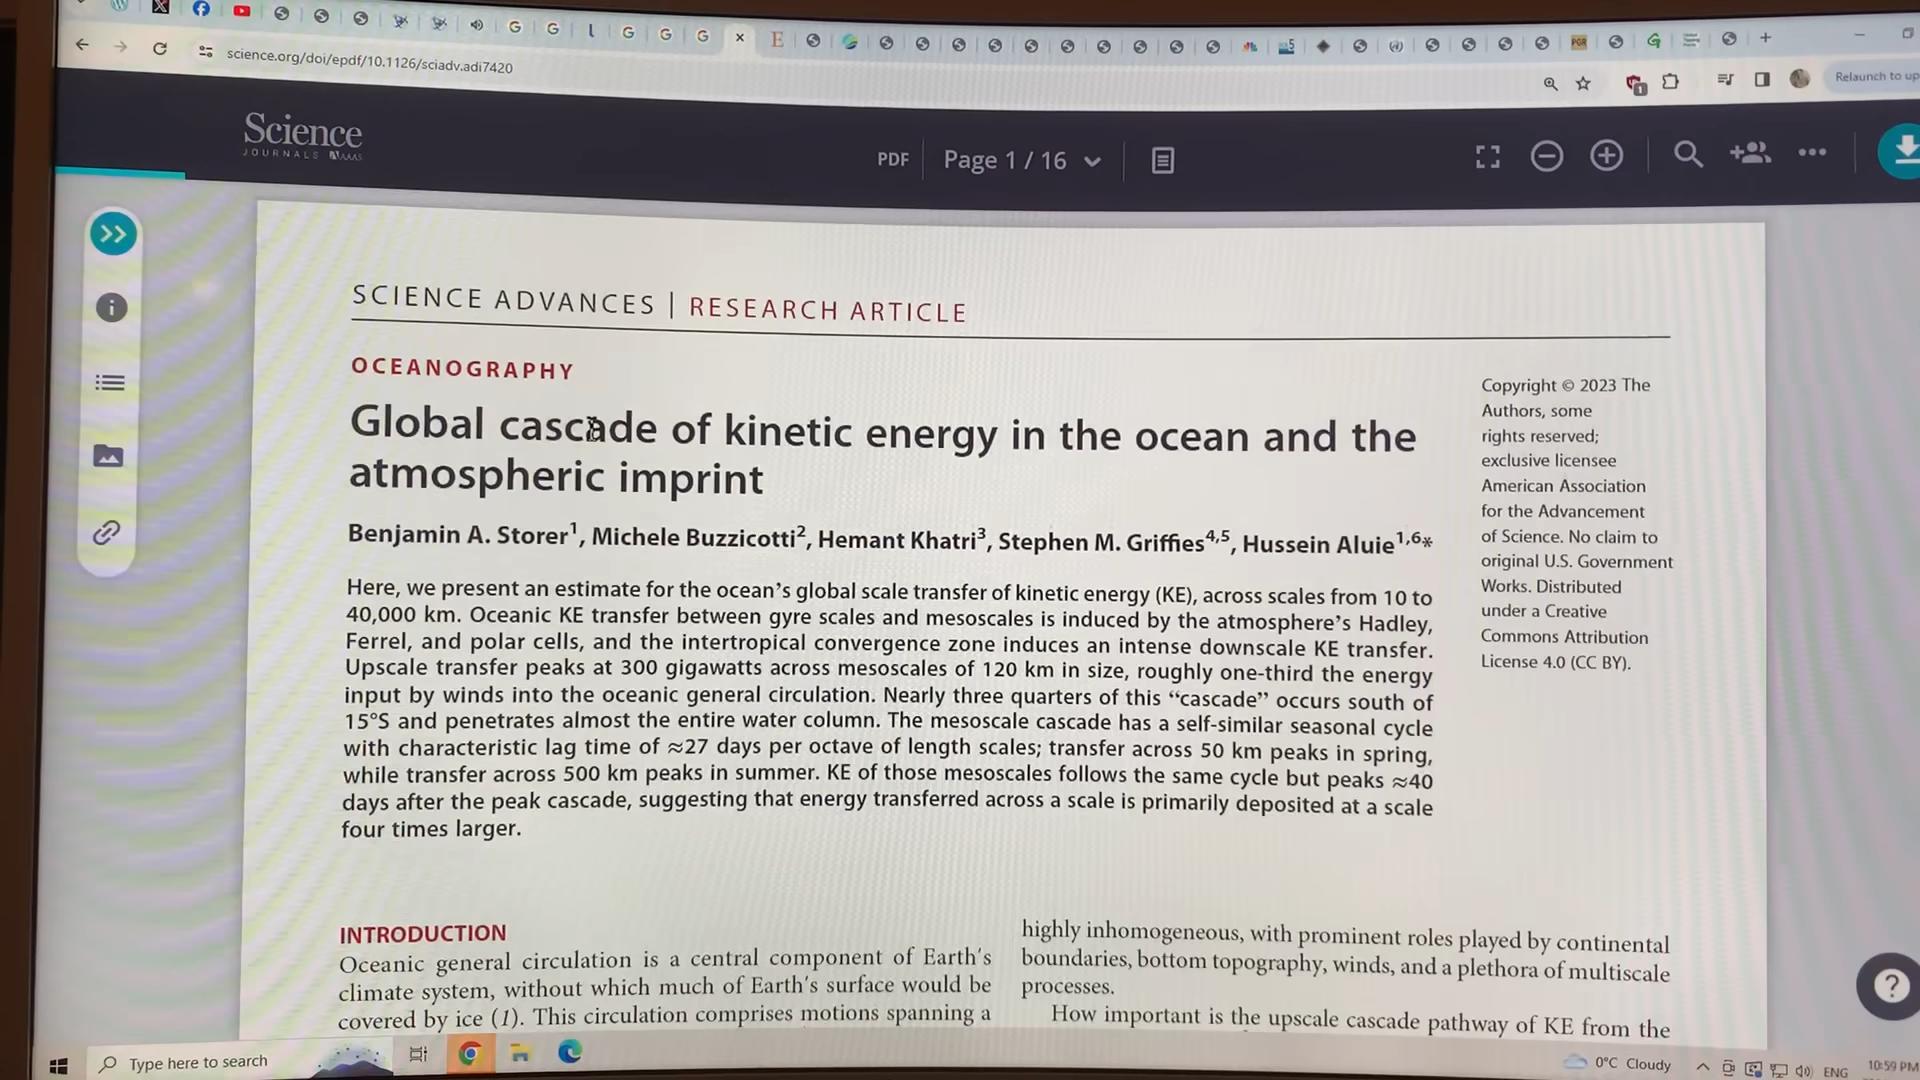 science.org/doi/epdf/10.1126/sciadv.adi7420
Relaunch to up
Science
JOURNALS AAAS
PDF
Page 1 / 16
SCIENCE ADVANCES | RESEARCH ARTICLE
OCEANOGRAPHY
Global cascade of kinetic energy in the ocean and the
atmospheric imprint
Benjamin A. Storer1, Michele Buzzicotti2, Hemant Khatri3, Stephen M. Griffies4,5, Hussein Aluie1,6*
Here, we present an estimate for the ocean's global scale transfer of kinetic energy (KE), across scales from 10 to
40,000 km. Oceanic KE transfer between gyre scales and mesoscales is induced by the atmosphere's Hadley,
Ferrel, and polar cells, and the intertropical convergence zone induces an intense downscale KE transfer.
Upscale transfer peaks at 300 gigawatts across mesoscales of 120 km in size, roughly one-third the energy
input by winds into the oceanic general circulation. Nearly three quarters of this “cascade” occurs south of
15°S and penetrates almost the entire water column. The mesoscale cascade has a self-similar seasonal cycle
with characteristic lag time of ≈27 days per octave of length scales; transfer across 50 km peaks in spring,
while transfer across 500 km peaks in summer. KE of those mesoscales follows the same cycle but peaks ≈40
days after the peak cascade, suggesting that energy transferred across a scale is primarily deposited at a scale
four times larger.
Copyright © 2023 The
Authors, some
rights reserved;
exclusive licensee
American Association
for the Advancement
of Science. No claim to
original U.S. Government
Works. Distributed
under a Creative
Commons Attribution
License 4.0 (CC BY).
INTRODUCTION
Oceanic general circulation is a central component of Earth's
climate system, without which much of Earth's surface would be
covered by ice (1). This circulation comprises motions spanning a
highly inhomogeneous, with prominent roles played by continental
boundaries, bottom topography, winds, and a plethora of multiscale
processes.
How important is the upscale cascade pathway of KE from the
Type here to search
0°C Cloudy
ENG
10:59 PM